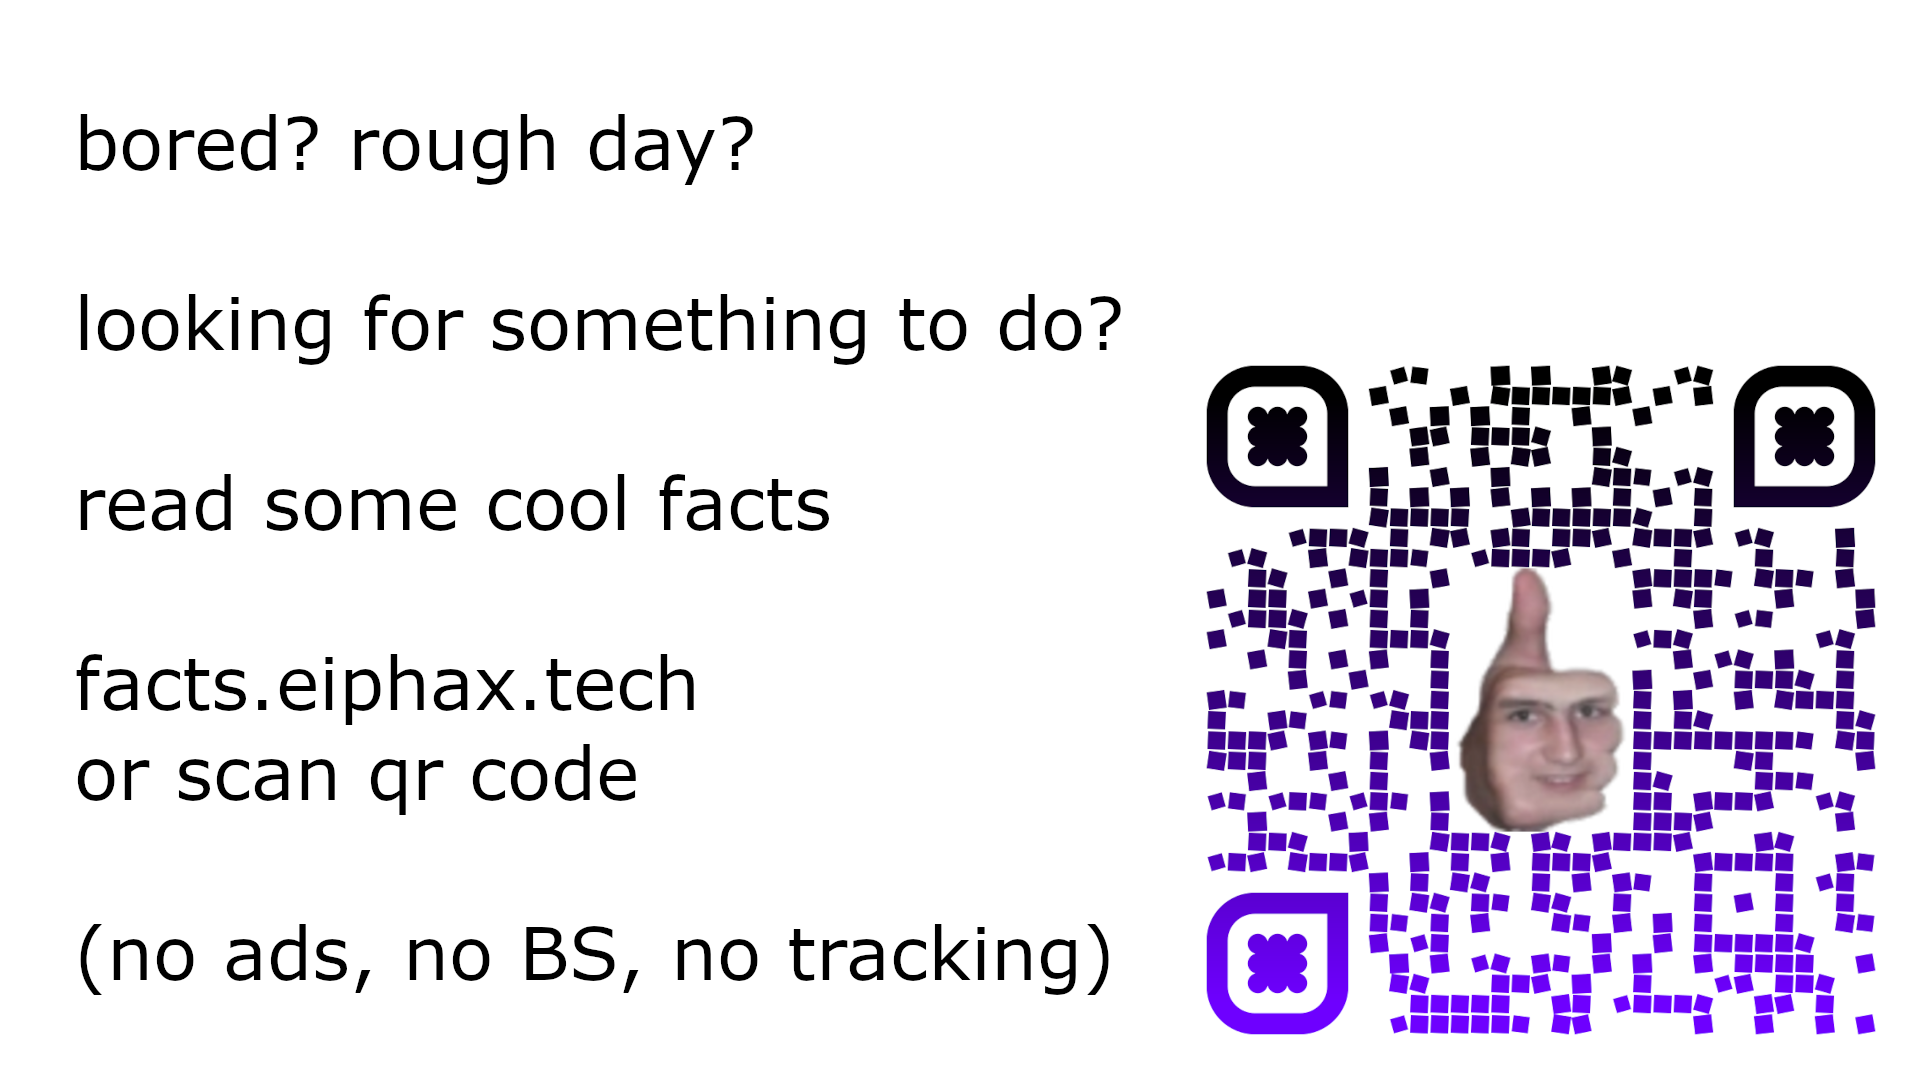 bored? rough day?
looking for something to do?
read some cool facts
facts.eiphax.tech
or scan qr code
(no ads, no BS, no tracking)